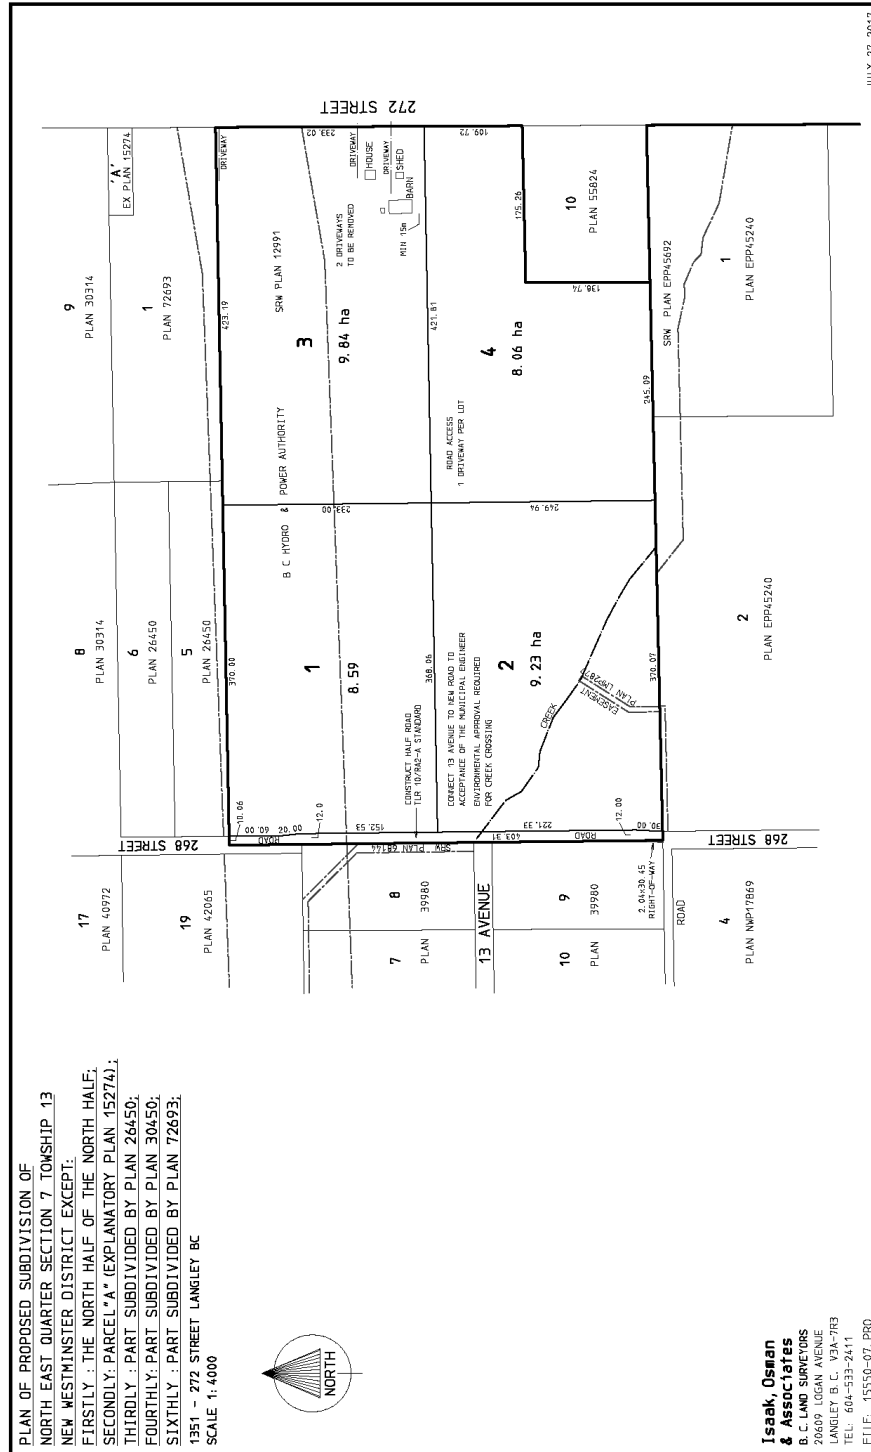 PLAN OF PROPOSED SUBDIVISION OF
NORTH EAST QUARTER SECTION 7 TOWSHIP 13
NEW WESTMINSTER DISTRICT EXCEPT:
FIRSTLY : THE NORTH HALF OF THE NORTH HALF;
SECONDLY: PARCEL "A" (EXPLANATORY PLAN 15274);
THIRDLY : PART SUBDIVIDED BY PLAN 26450;
FOURTHLY: PART SUBDIVIDED BY PLAN 30450;
SIXTHLY : PART SUBDIVIDED BY PLAN 72693;
1351 - 272 STREET LANGLEY BC
SCALE 1:4000
NORTH
Isaak, Osman
& Associates
B.C. LAND SURVEYORS
20609 LOGAN AVENUE
LANGLEY B.C. V3A-7R3
TEL: 604-533-2411
FILE: 15550-07.PRO
17
PLAN 40972
19
PLAN 42065
268 STREET
8
PLAN 30314
6
PLAN 26450
5
PLAN 26450
9
PLAN 30314
1
PLAN 72693
'A'
EX PLAN 15274
272 STREET
10.06
370.00
423.19
DRIVEWAY
ROAD
60.00
20.00
12.0
152.53
1
8.59
B C HYDRO & POWER AUTHORITY
SRW PLAN 12991
233.00
3
9.84 ha
2 DRIVEWAYS
TO BE REMOVED
233.02
DRIVEWAY
HOUSE
DRIVEWAY
SHED
BARN
MIN 15m
SRW PLAN 68144
CONSTRUCT HALF ROAD
TLR 10/RA2-A STANDARD
368.06
421.81
7
PLAN
8
39980
13 AVENUE
CONNECT 13 AVENUE TO NEW ROAD TO
ACCEPTANCE OF THE MUNICIPAL ENGINEER
ENVIRONMENTAL APPROVAL REQUIRED
FOR CREEK CROSSING
ROAD ACCESS
1 DRIVEWAY PER LOT
4
8.06 ha
109.72
175.26
403.31
221.33
ROAD
2
9.23 ha
CREEK
249.94
10
PLAN 55824
138.74
10
PLAN
9
39980
12.00
30.00
2.04x30.45
RIGHT-OF-WAY
EASEMENT
370.07
245.09
SRW PLAN EPP45692
ROAD
268 STREET
4
PLAN NWP17869
2
PLAN EPP45240
1
PLAN EPP45240